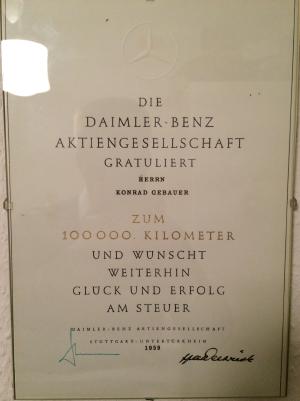 DIE
DAIMLER-BENZ
AKTIENGESELLSCHAFT
GRATULIERT
HERRN
KONRAD GEBAUER
ZUM
100000. KILOMETER
UND WÜNSCHT
WEITERHIN
GLÜCK UND ERFOLG
AM STEUER
DAIMLER-BENZ AKTIENGESELLSCHAFT
STUTTGART-UNTERTÜRKHEIM
1959